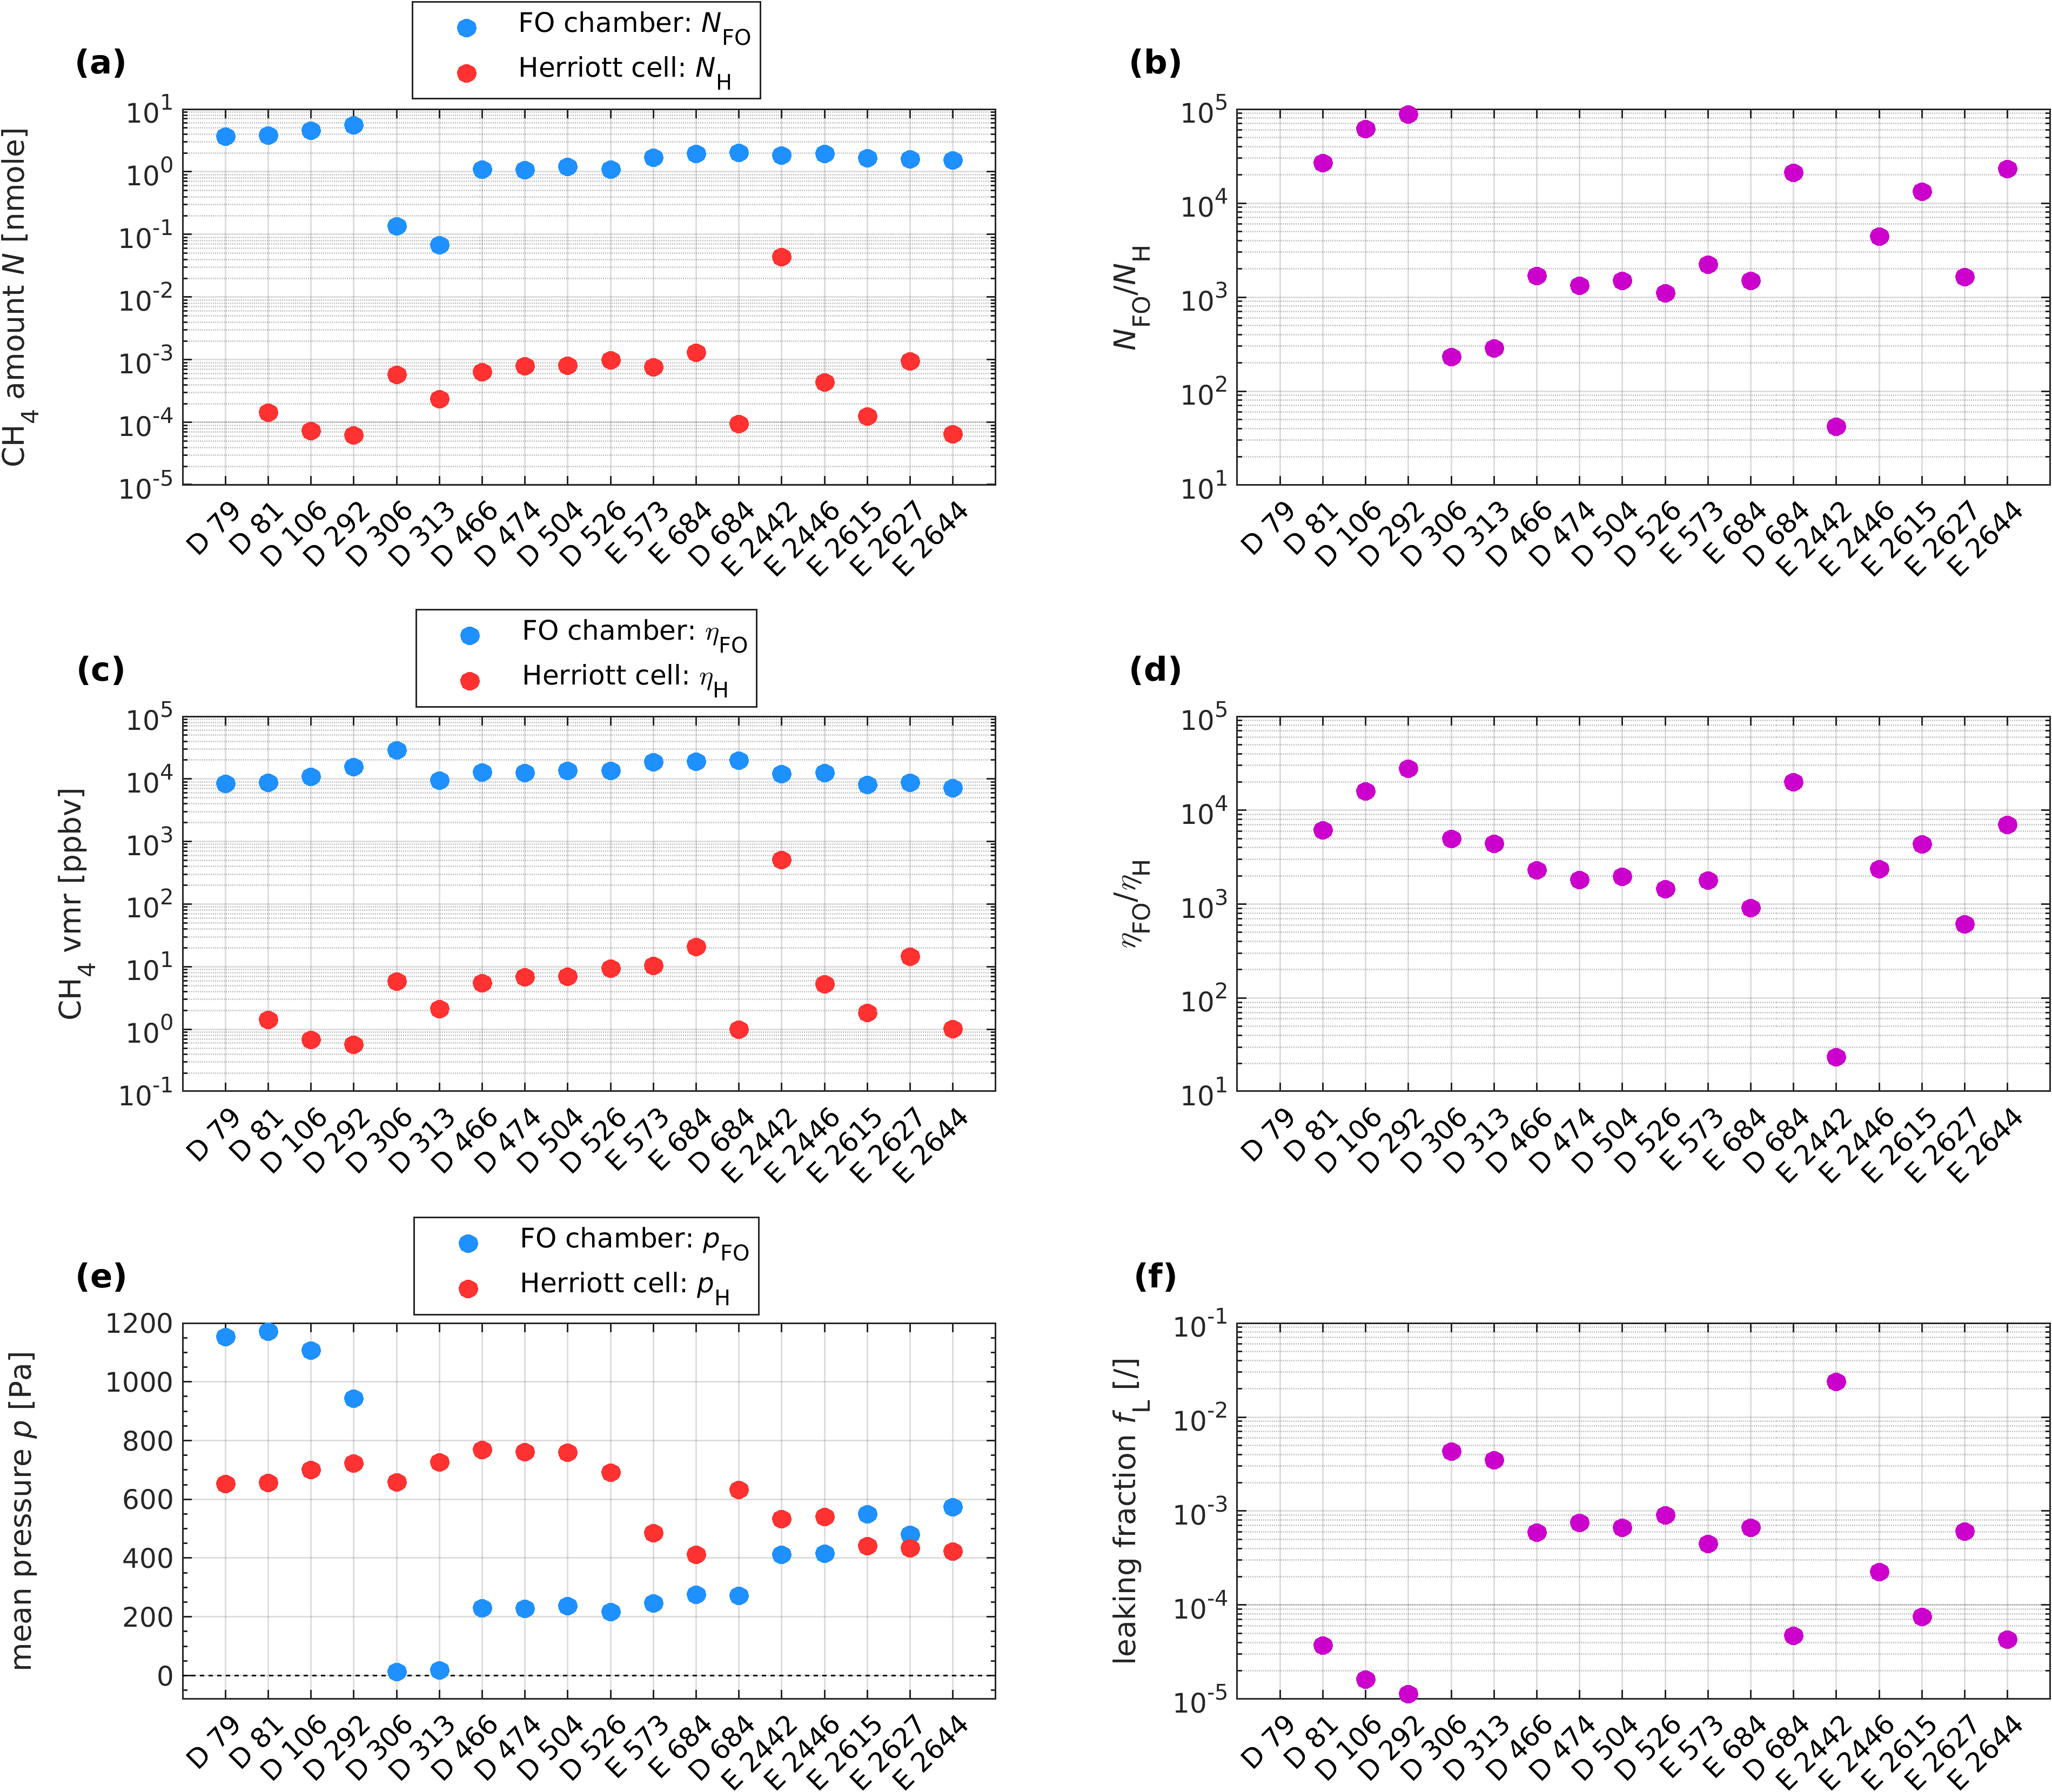 (a)
FO chamber: N_FO
Herriott cell: N_H
CH_4 amount N [nmole]
10^1
10^0
10^-1
10^-2
10^-3
10^-4
10^-5
D 79
D 81
D 106
D 292
D 306
D 313
D 466
D 474
D 504
D 526
E 573
E 684
D 684
E 2442
E 2446
E 2615
E 2627
E 2644
(b)
N_FO/N_H
10^5
10^4
10^3
10^2
10^1
D 79
D 81
D 106
D 292
D 306
D 313
D 466
D 474
D 504
D 526
E 573
E 684
D 684
E 2442
E 2446
E 2615
E 2627
E 2644
(c)
FO chamber: η_FO
Herriott cell: η_H
CH_4 vmr [ppbv]
10^5
10^4
10^3
10^2
10^1
10^0
10^-1
D 79
D 81
D 106
D 292
D 306
D 313
D 466
D 474
D 504
D 526
E 573
E 684
D 684
E 2442
E 2446
E 2615
E 2627
E 2644
(d)
η_FO/η_H
10^5
10^4
10^3
10^2
10^1
D 79
D 81
D 106
D 292
D 306
D 313
D 466
D 474
D 504
D 526
E 573
E 684
D 684
E 2442
E 2446
E 2615
E 2627
E 2644
(e)
FO chamber: p_FO
Herriott cell: p_H
mean pressure p [Pa]
1200
1000
800
600
400
200
0
D 79
D 81
D 106
D 292
D 306
D 313
D 466
D 474
D 504
D 526
E 573
E 684
D 684
E 2442
E 2446
E 2615
E 2627
E 2644
(f)
leaking fraction f_L [/]
10^-1
10^-2
10^-3
10^-4
10^-5
D 79
D 81
D 106
D 292
D 306
D 313
D 466
D 474
D 504
D 526
E 573
E 684
D 684
E 2442
E 2446
E 2615
E 2627
E 2644